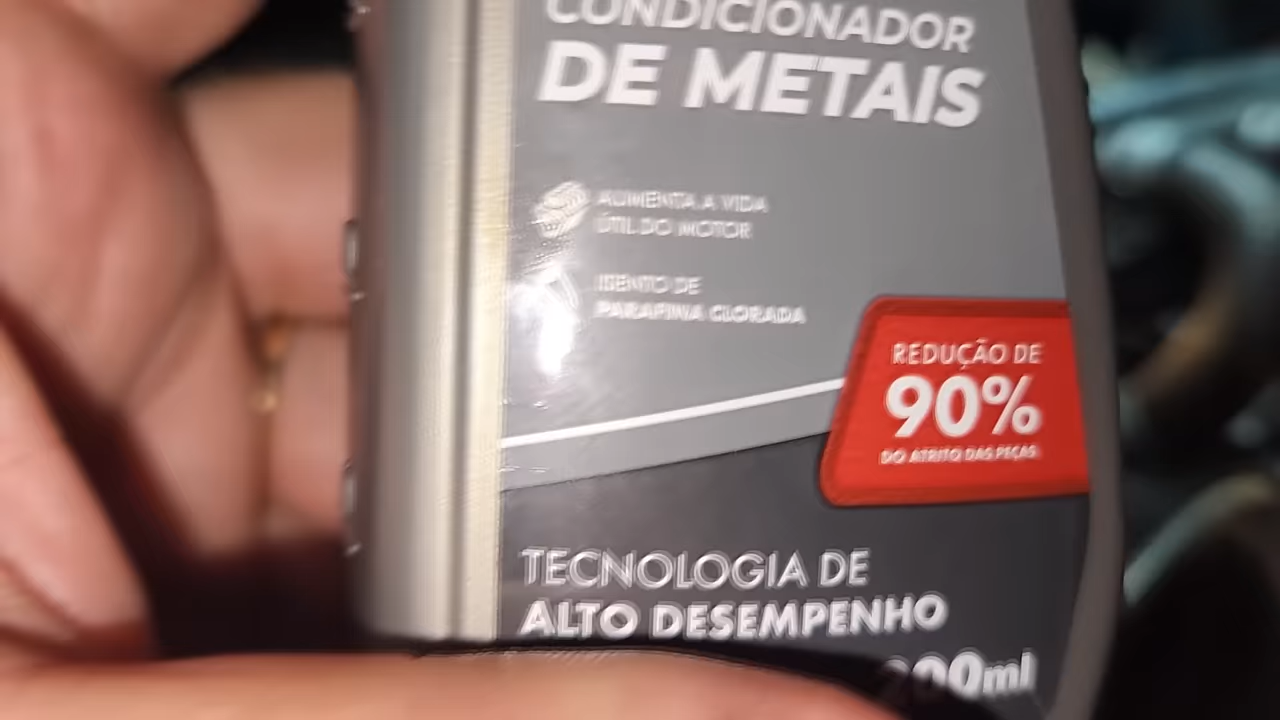 CONDICIONADOR
DE METAIS
AUMENTA A VIDA
ÚTIL DO MOTOR
ISENTO DE
PARAFINA CLORADA
REDUÇÃO DE
90%
DO ATRITO DAS PEÇAS
TECNOLOGIA DE
ALTO DESEMPENHO
200ml